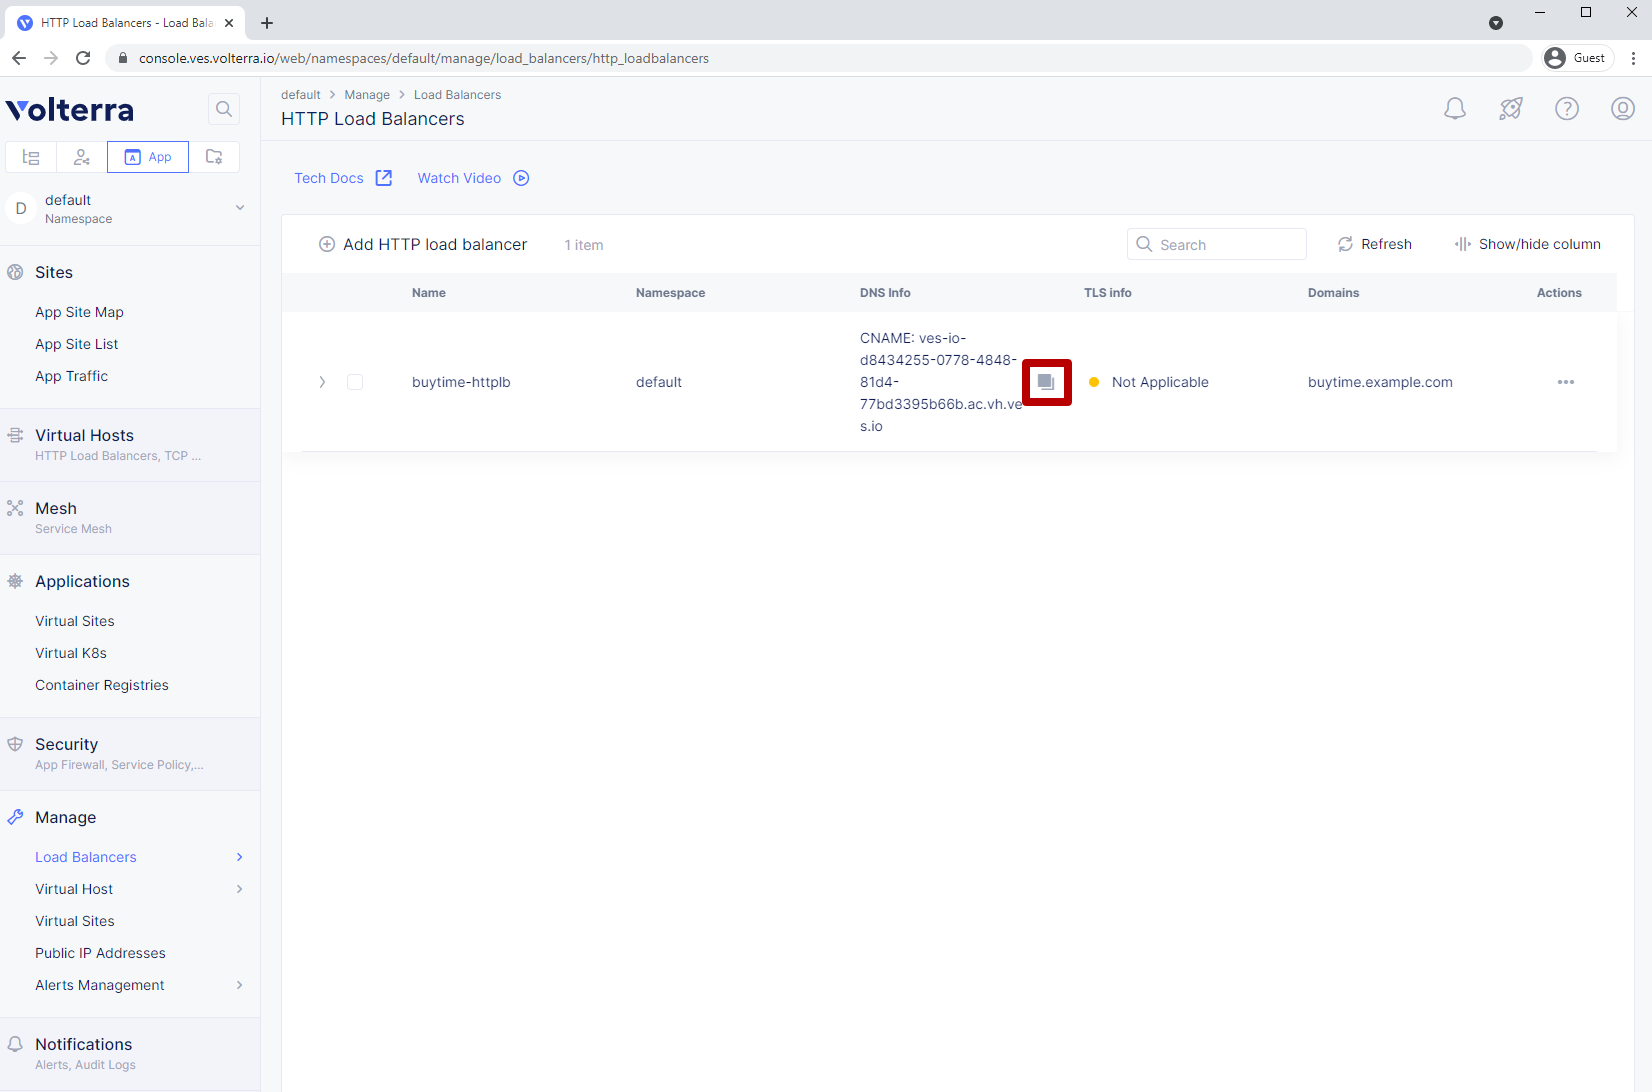 HTTP Load Balancers - Load Bala
console.ves.volterra.io/web/namespaces/default/manage/load_balancers/http_loadbalancers
Guest
Volterra
App
D
default
Namespace
Sites
App Site Map
App Site List
App Traffic
Virtual Hosts
HTTP Load Balancers, TCP ...
Mesh
Service Mesh
Applications
Virtual Sites
Virtual K8s
Container Registries
Security
App Firewall, Service Policy,...
Manage
Load Balancers
Virtual Host
Virtual Sites
Public IP Addresses
Alerts Management
Notifications
Alerts, Audit Logs
default > Manage > Load Balancers
HTTP Load Balancers
Tech Docs
Watch Video
Add HTTP load balancer
1 item
Search
Refresh
Show/hide column
Name Namespace DNS Info TLS info Domains Actions
buytime-httplb
default
CNAME: ves-io-
d8434255-0778-4848-
81d4-
77bd3395b66b.ac.vh.ve
s.io
Not Applicable
buytime.example.com